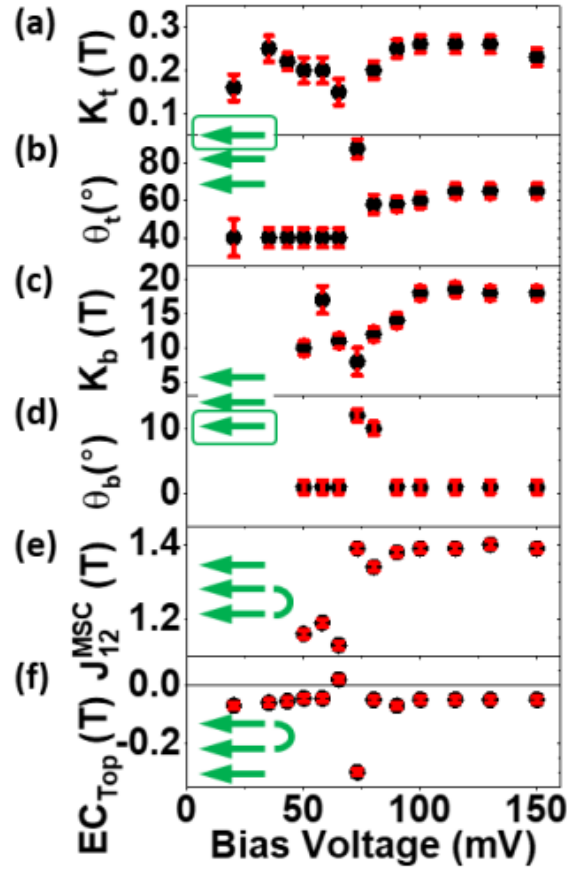 (a)
K_t (T)
0.3
0.2
0.1
(b)
θ_t(°)
80
60
40
(c)
K_b (T)
20
15
10
5
(d)
θ_b(°)
10
0
(e)
J_12^MSC (T)
1.4
1.2
(f)
EC_Top (T)
0.0
-0.2
0 50 100 150
Bias Voltage (mV)